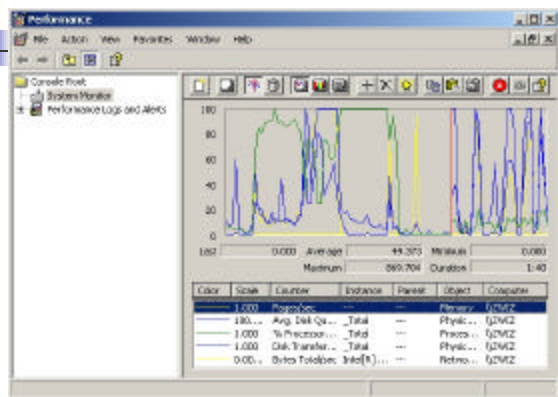 Performance
File Action View Favorites Window Help
Console Root
System Monitor
Performance Logs and Alerts
100
80
60
40
20
0
Last 0.000 Average 49.373 Minimum 0.000
Maximum 869.704 Duration 1:40
Color Scale Counter Instance Parent Object Computer
1.000 Pages/sec --- --- Memory
100... Avg. Disk Qu... _Total --- Physic...
1.000 % Processor... _Total --- Proces...
1.000 Disk Transfer... _Total --- Physic...
0.00... Bytes Total/sec Intel[R]... --- Netwo...